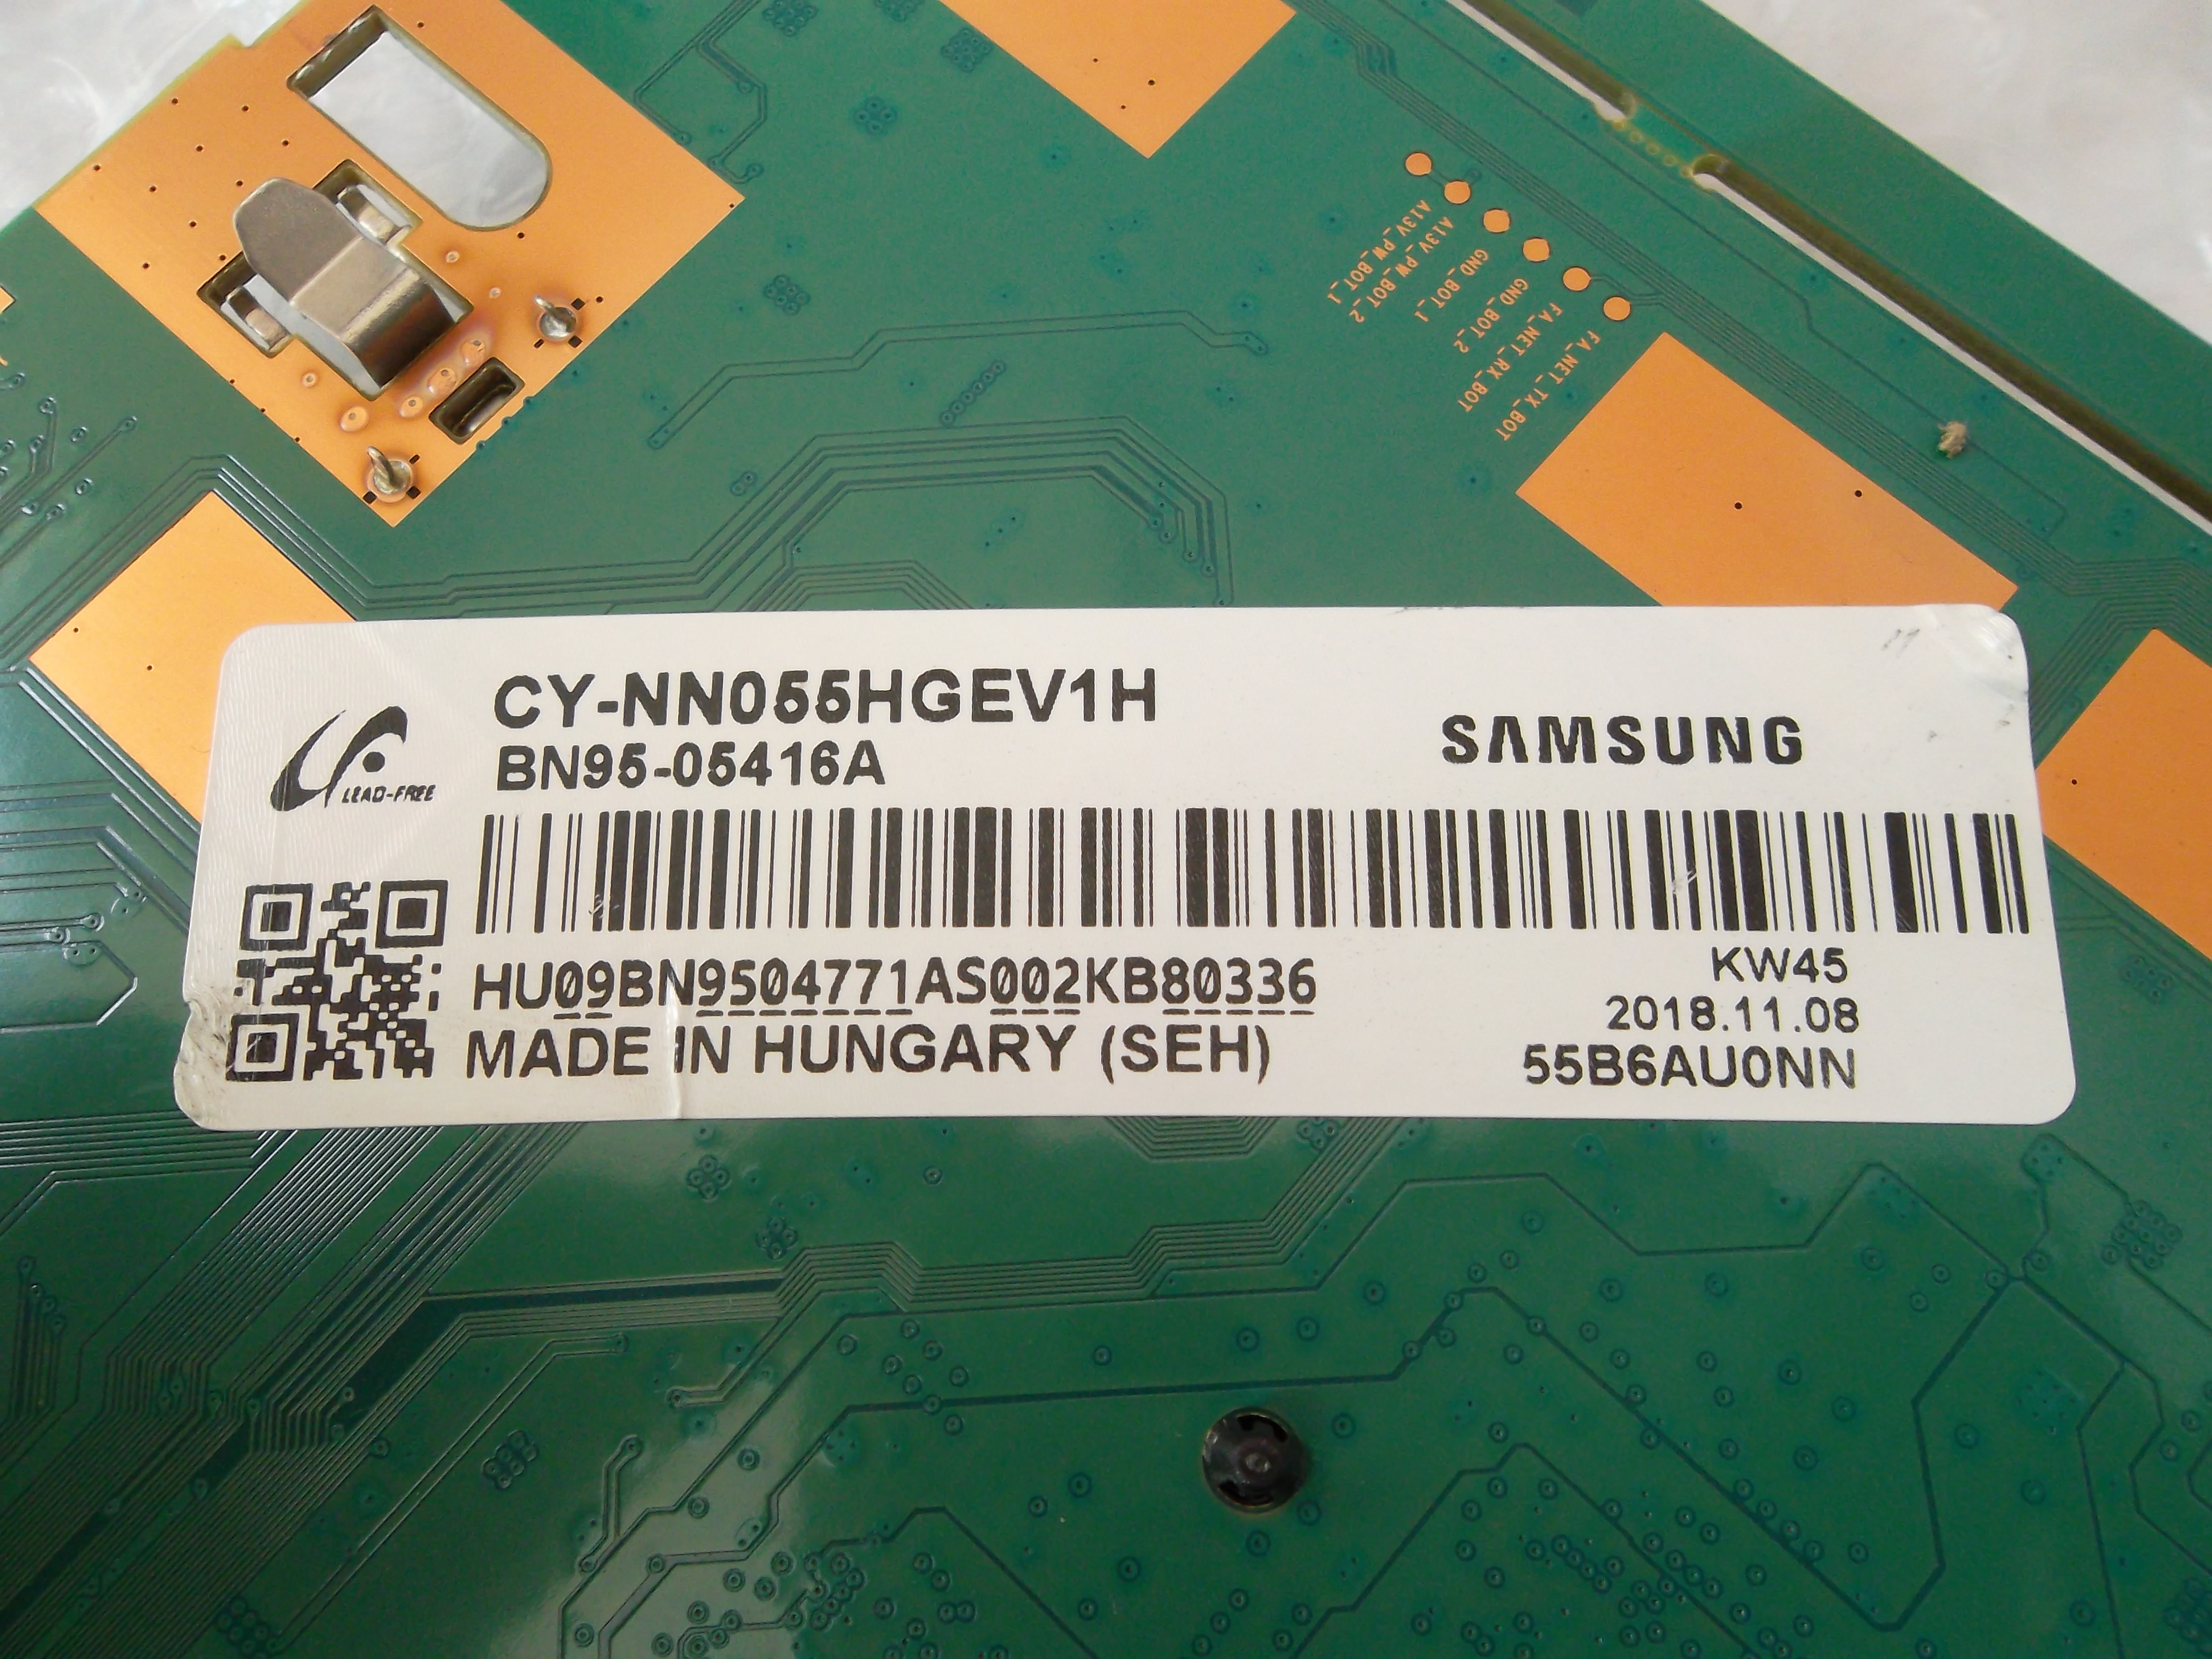 A13V_PW_BOT_1
A13V_PW_BOT_2
GND_BOT_1
GND_BOT_2
FA_NET_RX_BOT
FA_NET_TX_BOT
CY-NN055HGEV1H
BN95-05416A
SAMSUNG
LEAD-FREE
HU09BN9504771AS002KB80336
MADE IN HUNGARY (SEH)
KW45
2018.11.08
55B6AU0NN